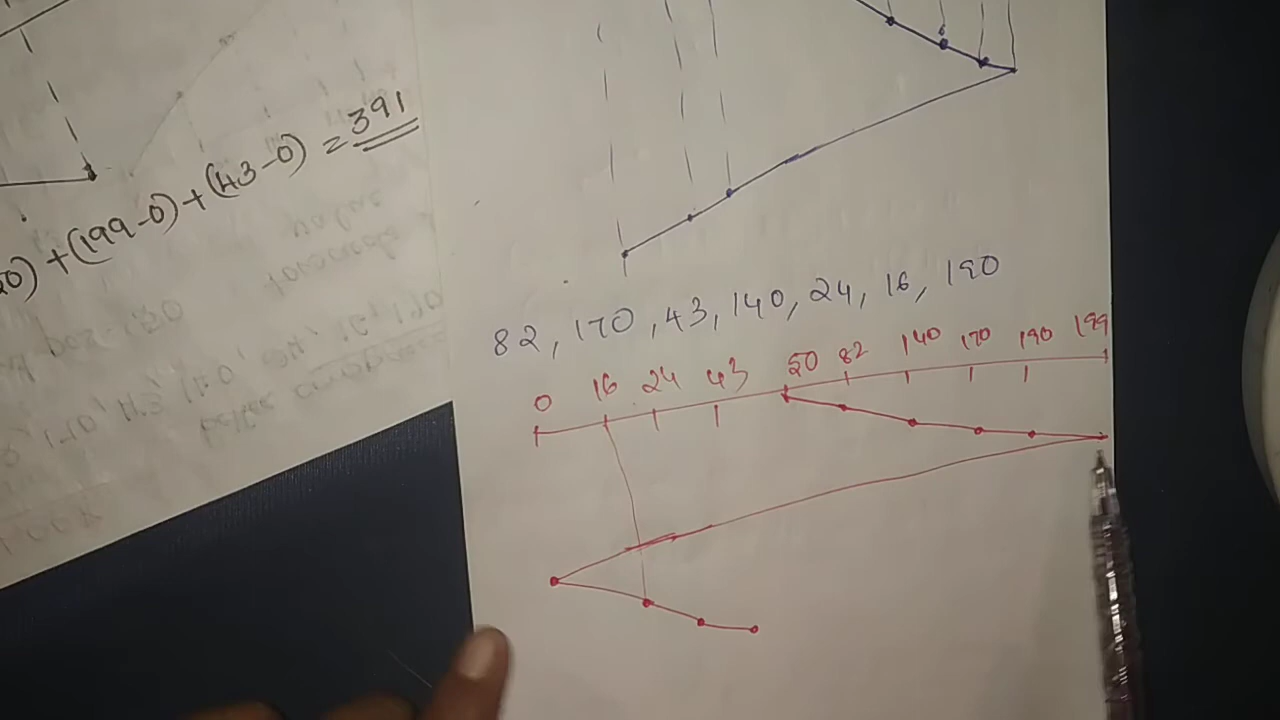 0) + (199-0) + (43-0) = 391
82, 170, 43, 140, 24, 16, 190
0 16 24 43 50 82 140 170 190 199